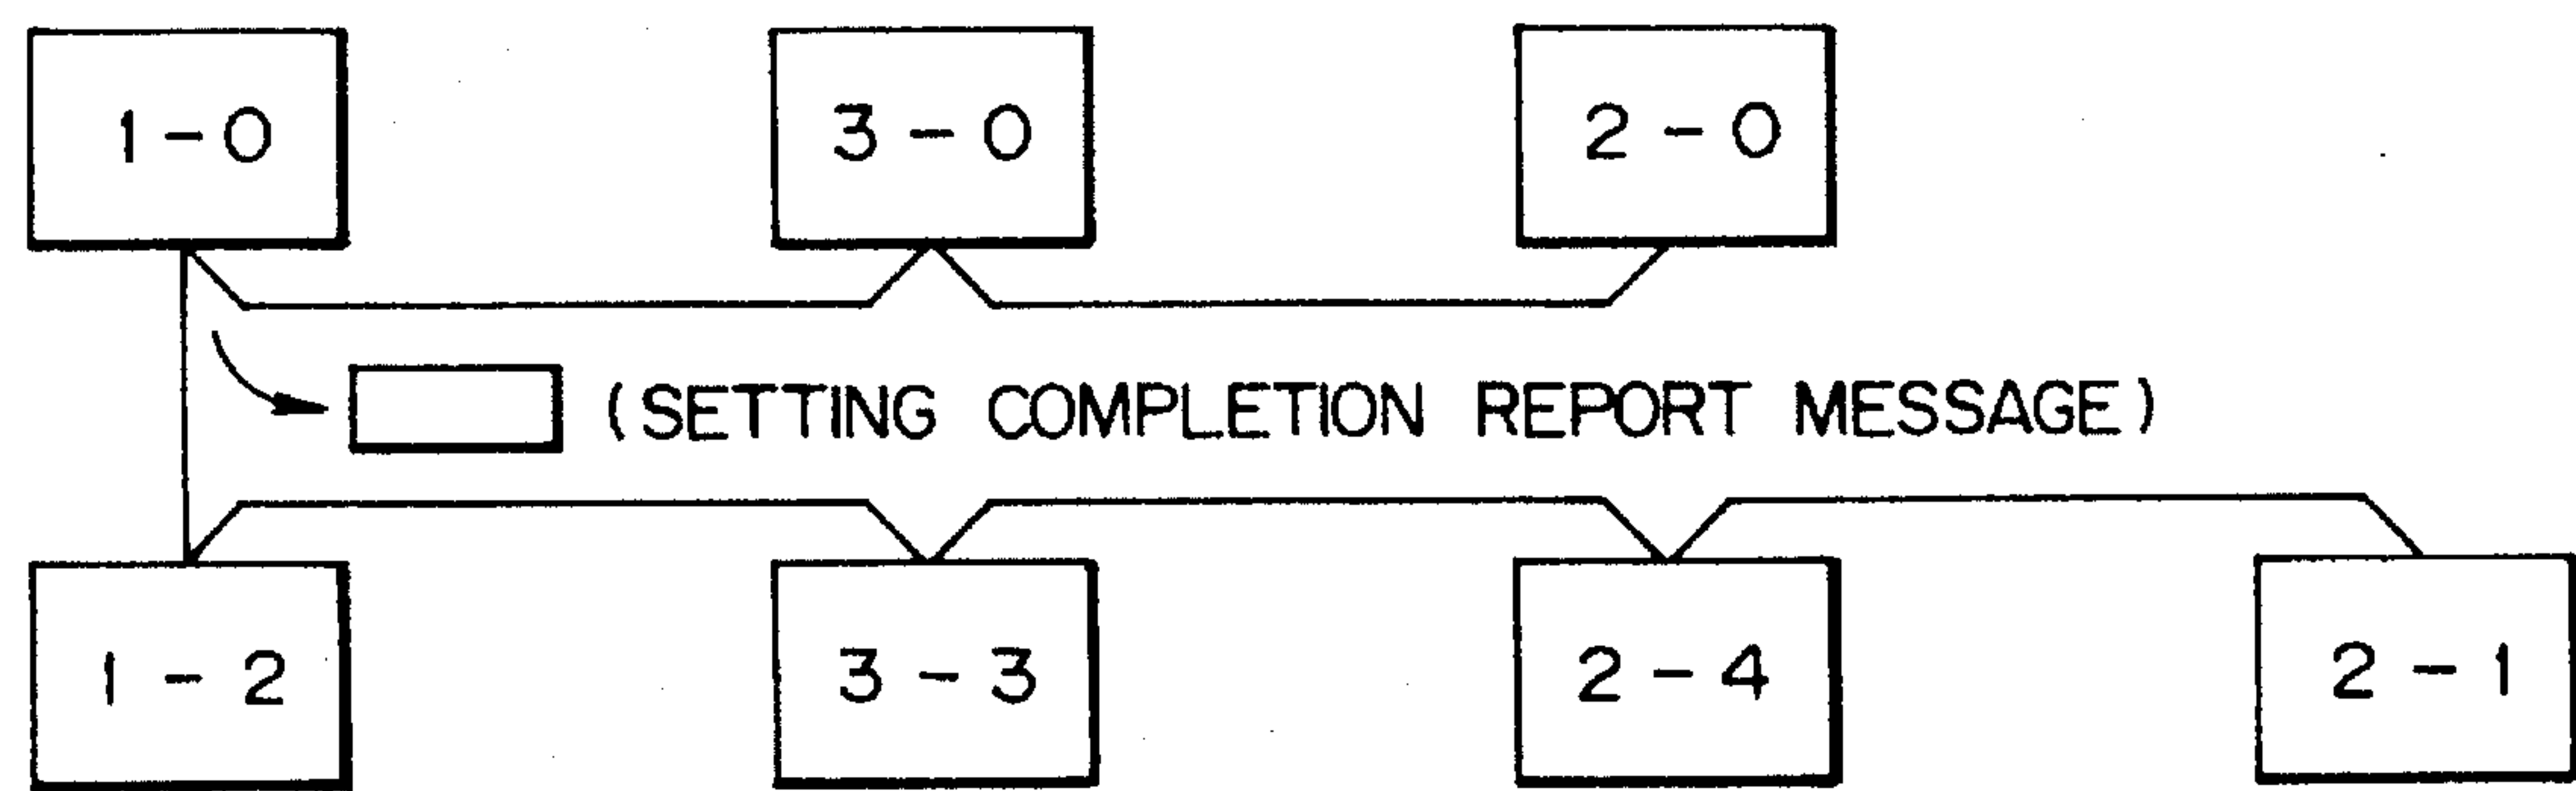 1-0 3-0 2-0
(SETTING COMPLETION REPORT MESSAGE)
1-2 3-3 2-4 2-1